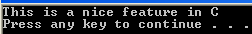 This is a nice feature in C
Press any key to continue . . .